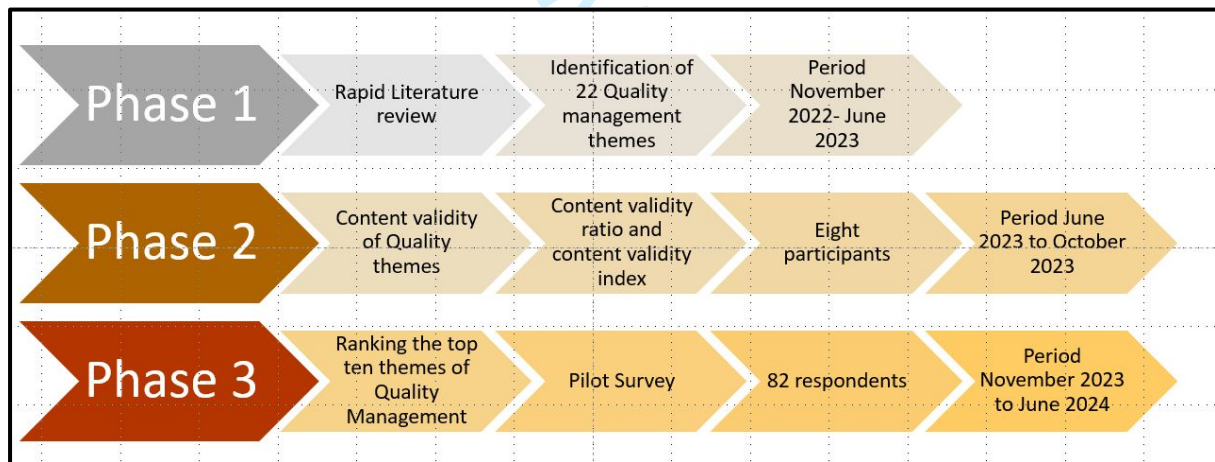 Phase 1
Rapid Literature
review
Identification of
22 Quality
management
themes
Period
November
2022- June
2023
Phase 2
Content validity
of Quality
themes
Content validity
ratio and
content validity
index
Eight
participants
Period June
2023 to October
2023
Phase 3
Ranking the top
ten themes of
Quality
Management
Pilot Survey
82 respondents
Period
November 2023
to June 2024